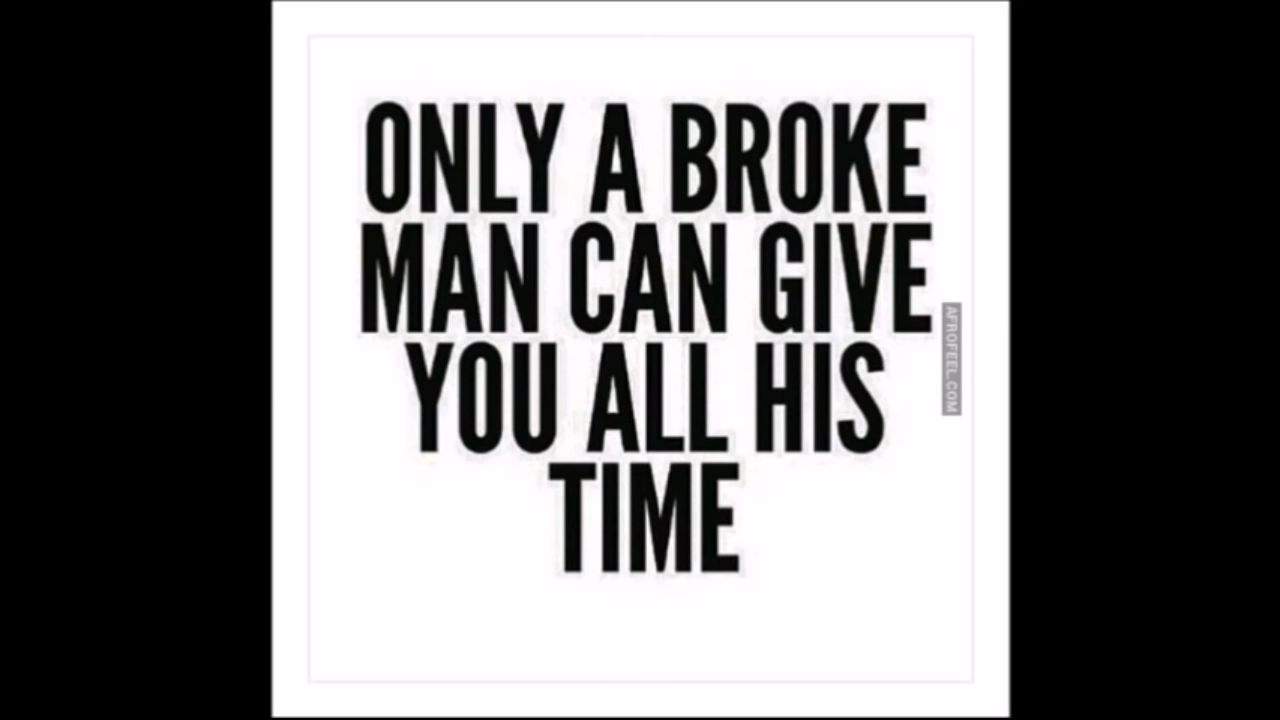 ONLY A BROKE
MAN CAN GIVE
YOU ALL HIS
TIME
AFROFEEL.COM